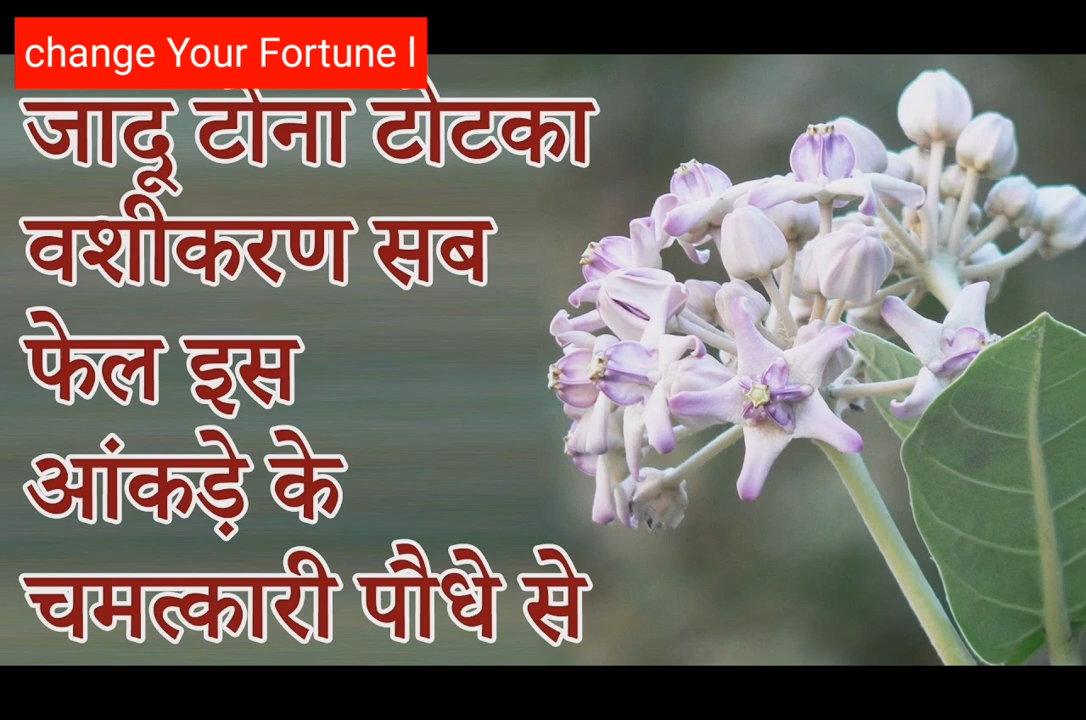 change Your Fortune l
जादू टोना टोटका
वशीकरण सब
फेल इस
आंकड़े के
चमत्कारी पौधे से